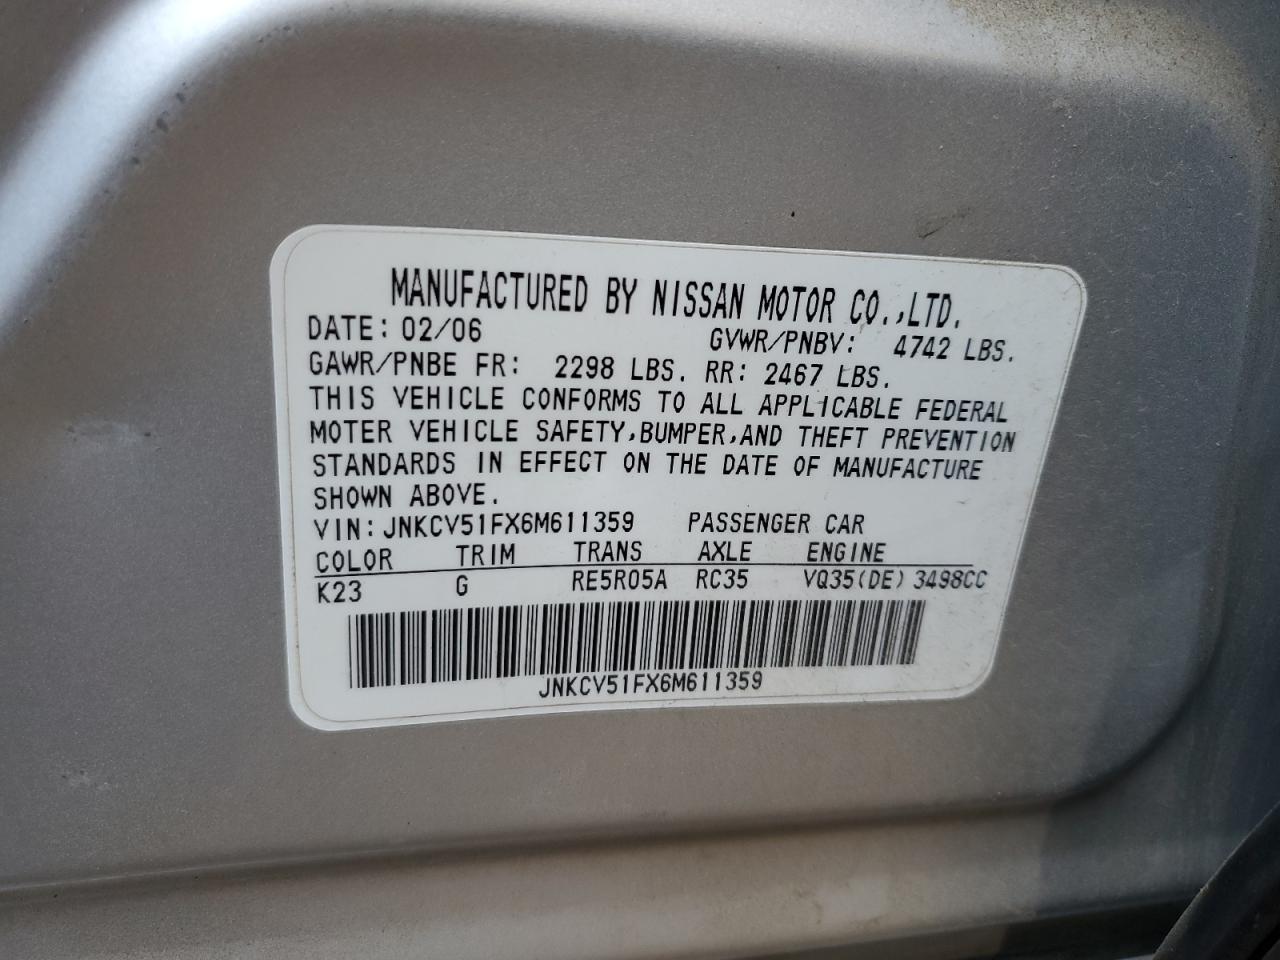 MANUFACTURED BY NISSAN MOTOR CO.,LTD.
DATE: 02/06 GVWR/PNBV: 4742 LBS.
GAWR/PNBE FR: 2298 LBS. RR: 2467 LBS.
THIS VEHICLE CONFORMS TO ALL APPLICABLE FEDERAL
MOTER VEHICLE SAFETY,BUMPER,AND THEFT PREVENTION
STANDARDS IN EFFECT ON THE DATE OF MANUFACTURE
SHOWN ABOVE.
VIN: JNKCV51FX6M611359 PASSENGER CAR
COLOR TRIM TRANS AXLE ENGINE
K23 G RE5R05A RC35 VQ35(DE) 3498CC
JNKCV51FX6M611359